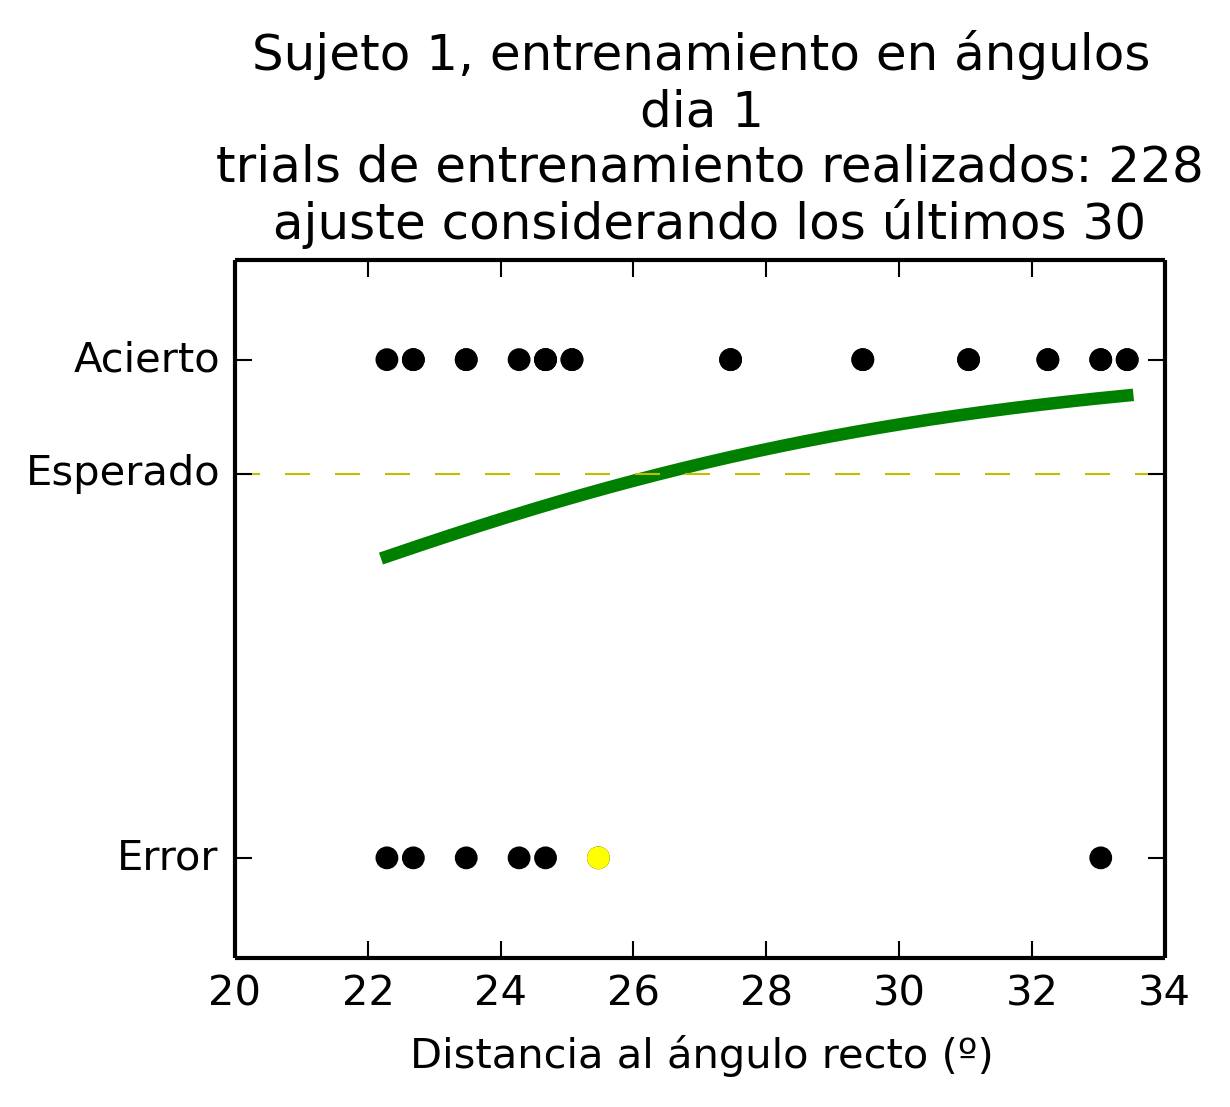 Sujeto 1, entrenamiento en ángulos
dia 1
trials de entrenamiento realizados: 228
ajuste considerando los últimos 30
Acierto
Esperado
Error
20 22 24 26 28 30 32 34
Distancia al ángulo recto (º)